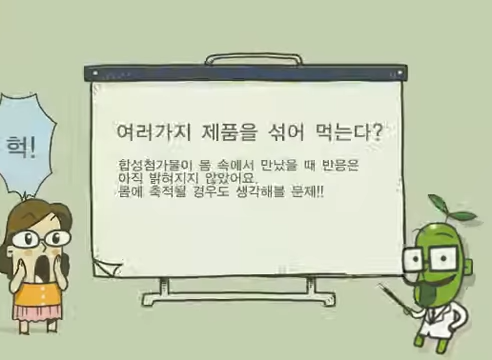 헉!
여러가지 제품을 섞어 먹는다?
합성첨가물이 몸 속에서 만났을 때 반응은
아직 밝혀지지 않았어요.
몸에 축적될 경우도 생각해볼 문제!!